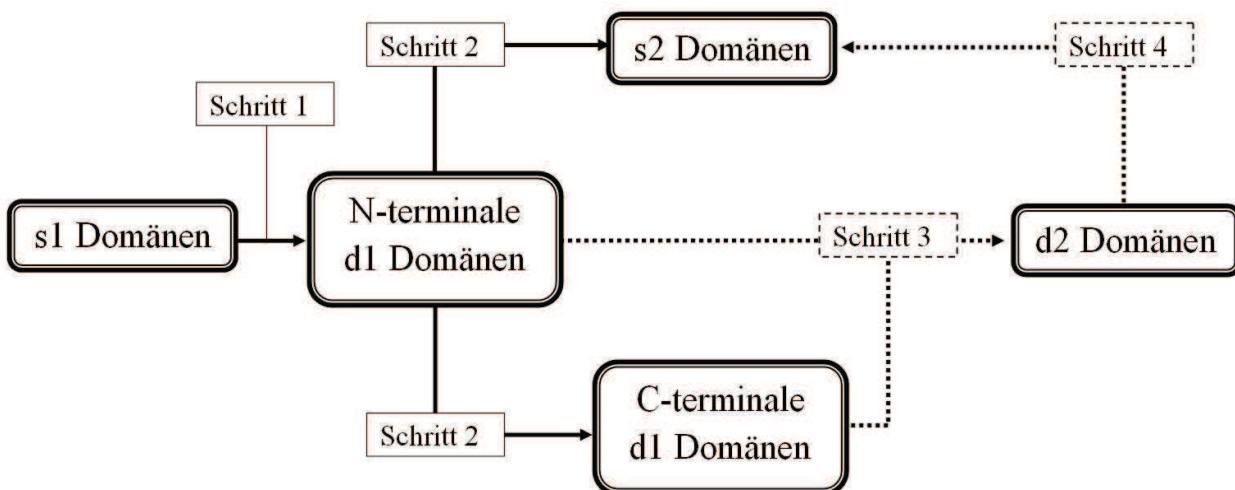 Schritt 2
s2 Domänen
Schritt 4
Schritt 1
s1 Domänen
N-terminale
d1 Domänen
Schritt 3
d2 Domänen
Schritt 2
C-terminale
d1 Domänen